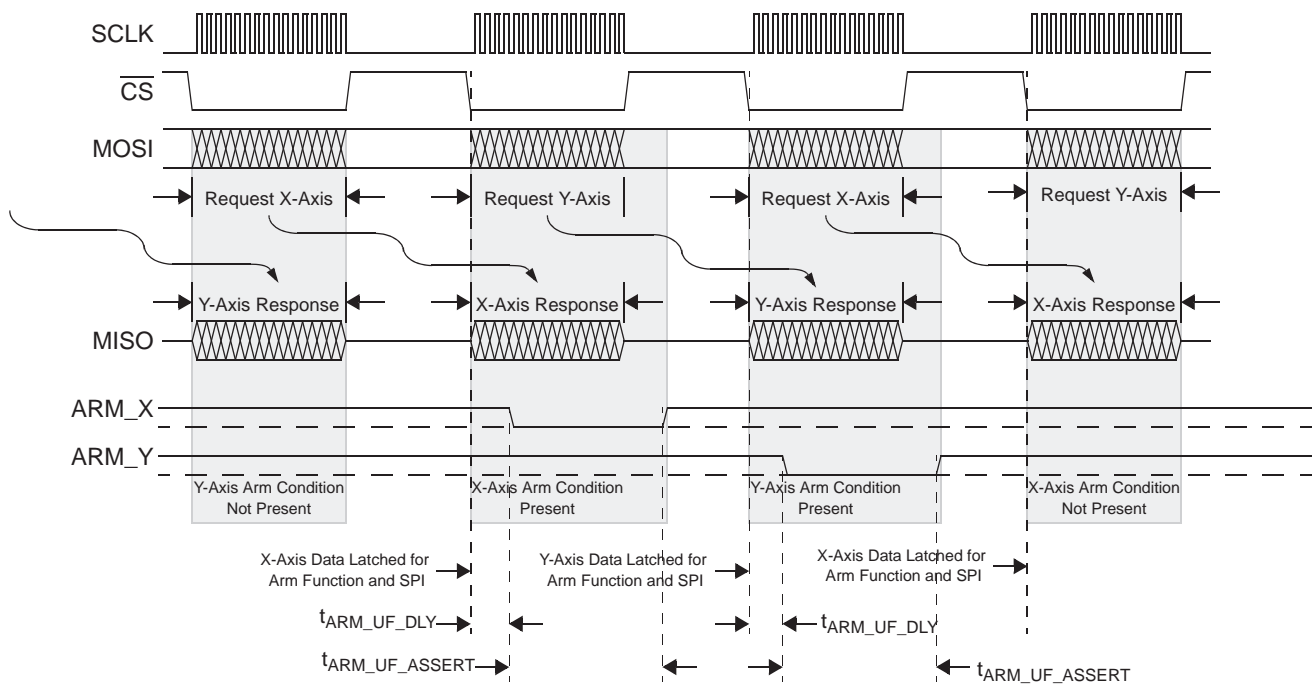 SCLK
CS
MOSI
Request X-Axis
Request Y-Axis
Request X-Axis
Request Y-Axis
Y-Axis Response
X-Axis Response
Y-Axis Response
X-Axis Response
MISO
ARM_X
ARM_Y
Y-Axis Arm Condition
Not Present
X-Axis Arm Condition
Present
Y-Axis Arm Condition
Present
X-Axis Arm Condition
Not Present
X-Axis Data Latched for
Arm Function and SPI
Y-Axis Data Latched for
Arm Function and SPI
X-Axis Data Latched for
Arm Function and SPI
tARM_UF_DLY
tARM_UF_DLY
tARM_UF_ASSERT
tARM_UF_ASSERT